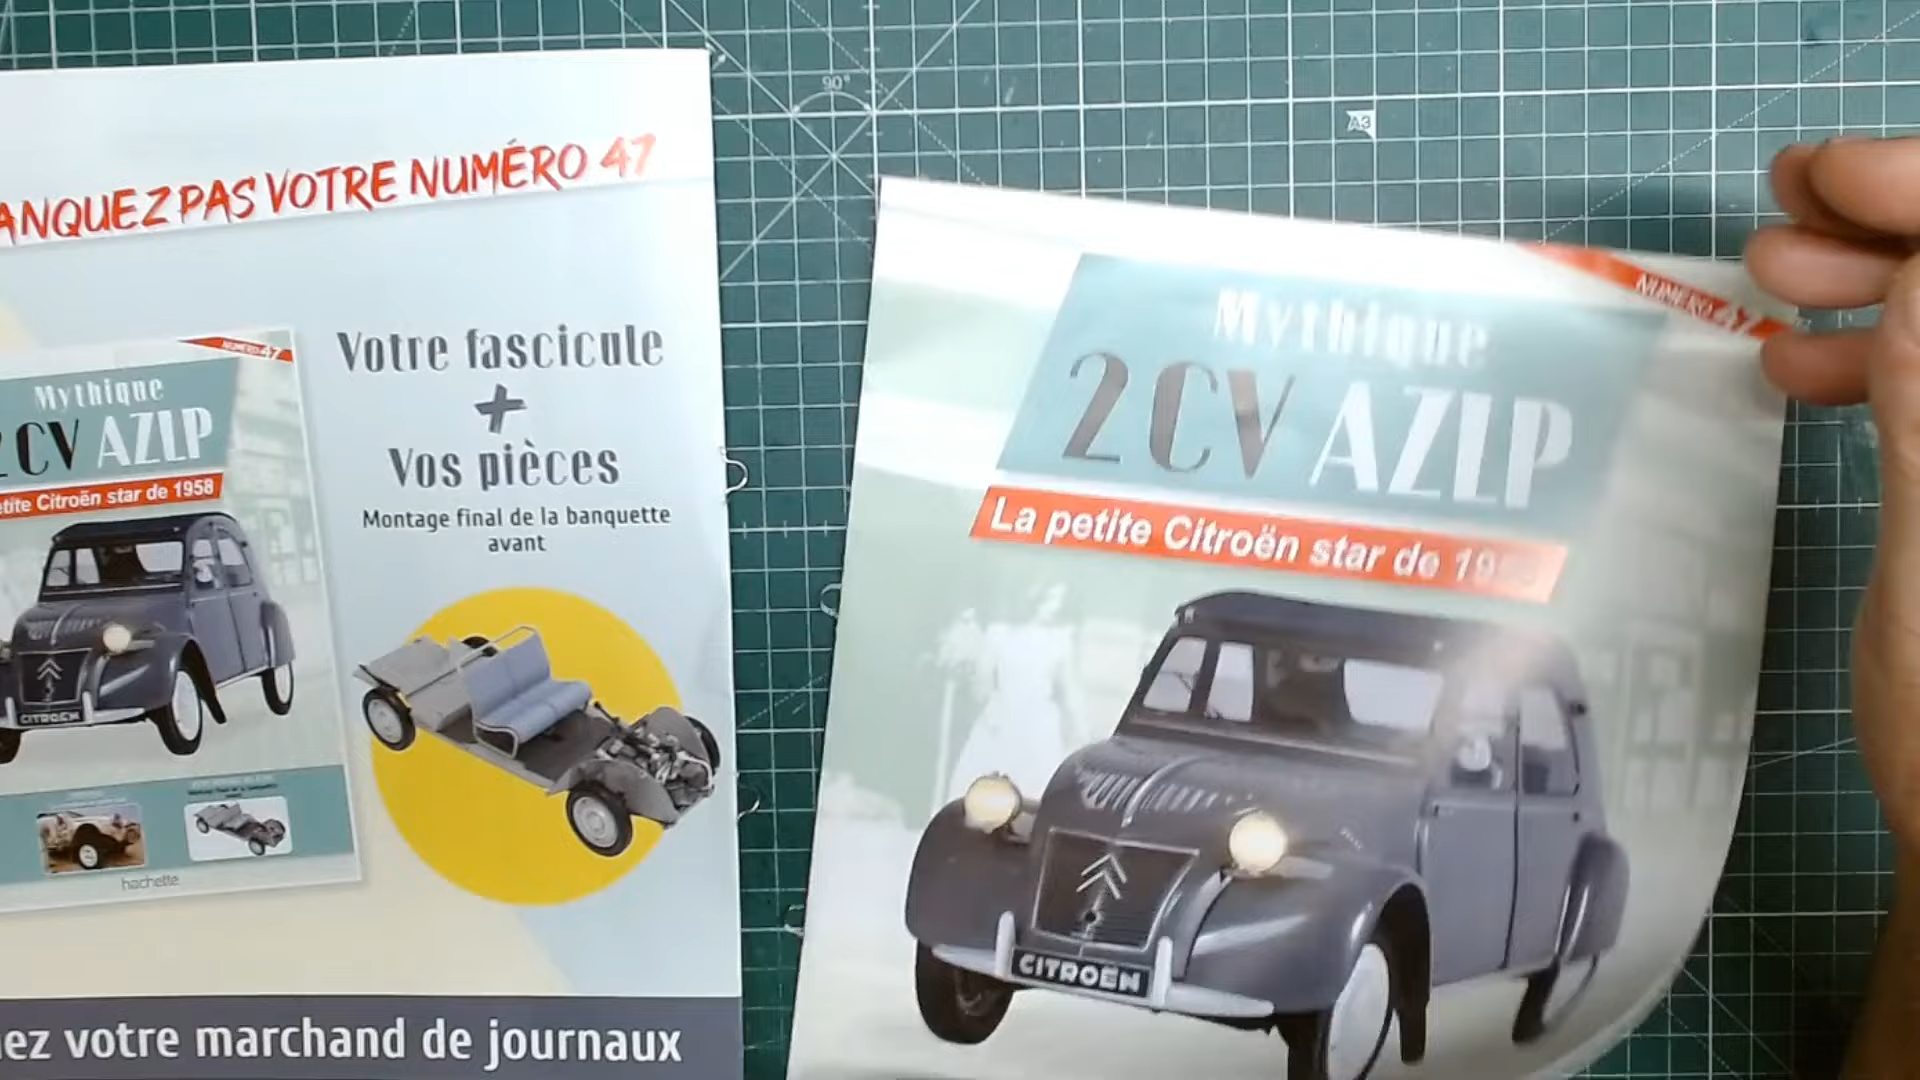 ANQUEZ PAS VOTRE NUMÉRO 47
NUMÉRO 47
Mythique
2CV AZLP
tite Citroën star de 1958
CITROËN
hachette
Votre fascicule
+
Vos pièces
Montage final de la banquette
avant
ez votre marchand de journaux
90°
A3
NUMÉRO 47
Mythique
2CV AZLP
La petite Citroën star de 1958
CITROËN